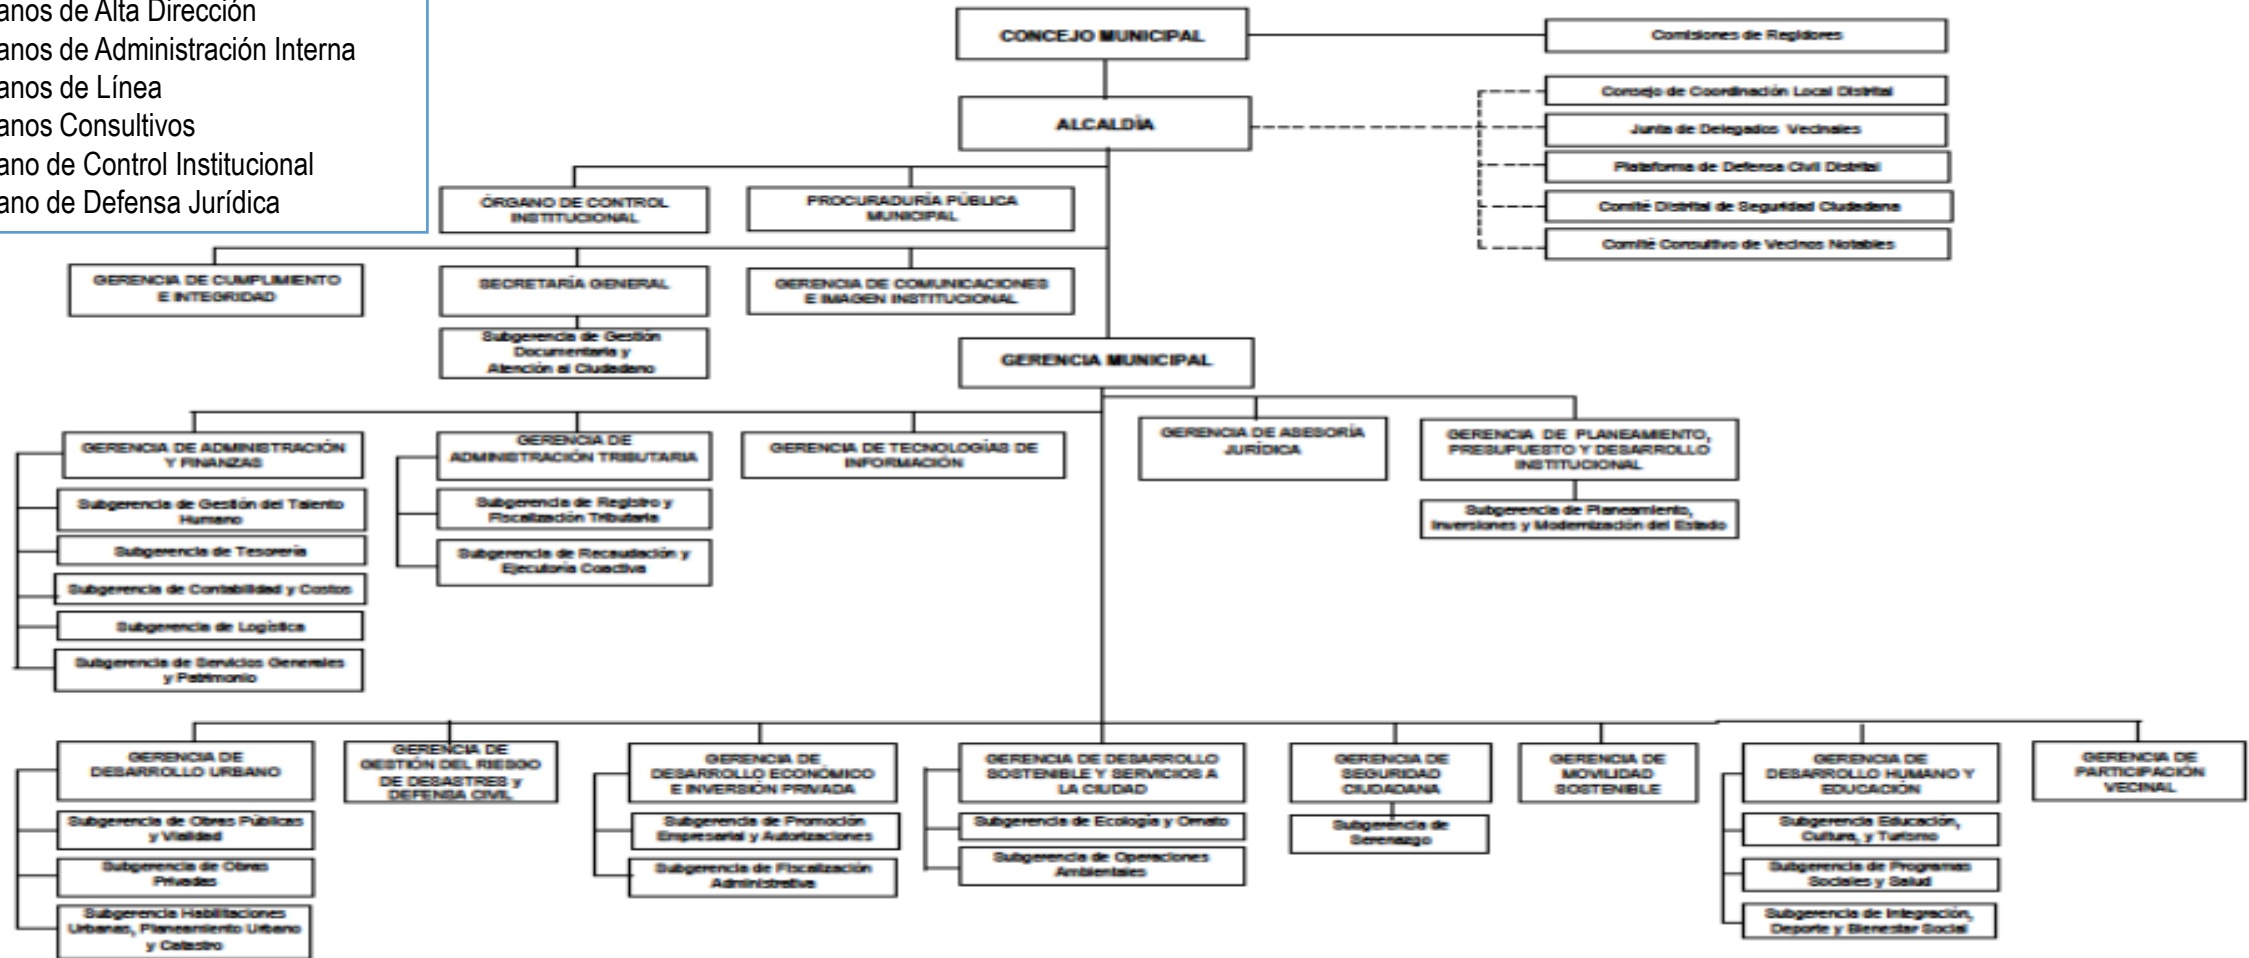 anos de Alta Dirección
anos de Administración Interna
anos de Línea
anos Consultivos
ano de Control Institucional
ano de Defensa Jurídica
CONCEJO MUNICIPAL
Comisiones de Regidores
ALCALDÍA
Consejo de Coordinación Local Distrital
Junta de Delegados Vecinales
Plataforma de Defensa Civil Distrital
Comité Distrital de Seguridad Ciudadana
Comité Consultivo de Vecinos Notables
ÓRGANO DE CONTROL
INSTITUCIONAL
PROCURADURÍA PÚBLICA
MUNICIPAL
GERENCIA DE CUMPLIMIENTO
E INTEGRIDAD
SECRETARÍA GENERAL
GERENCIA DE COMUNICACIONES
E IMAGEN INSTITUCIONAL
Subgerencia de Gestión
Documentaria y
Atención al Ciudadano
GERENCIA MUNICIPAL
GERENCIA DE ADMINISTRACIÓN
Y FINANZAS
GERENCIA DE
ADMINISTRACIÓN TRIBUTARIA
GERENCIA DE TECNOLOGÍAS DE
INFORMACIÓN
GERENCIA DE ASESORÍA
JURÍDICA
GERENCIA DE PLANEAMIENTO,
PRESUPUESTO Y DESARROLLO
INSTITUCIONAL
Subgerencia de Gestión del Talento
Humano
Subgerencia de Tesorería
Subgerencia de Contabilidad y Costos
Subgerencia de Logística
Subgerencia de Servicios Generales
y Patrimonio
Subgerencia de Registro y
Fiscalización Tributaria
Subgerencia de Recaudación y
Ejecutoria Coactiva
Subgerencia de Planeamiento,
Inversiones y Modernización del Estado
GERENCIA DE
DESARROLLO URBANO
Subgerencia de Obras Públicas
y Vialidad
Subgerencia de Obras
Privadas
Subgerencia Habilitaciones
Urbanas, Planeamiento Urbano
y Catastro
GERENCIA DE
GESTIÓN DEL RIESGO
DE DESASTRES y
DEFENSA CIVIL
GERENCIA DE
DESARROLLO ECONÓMICO
E INVERSIÓN PRIVADA
Subgerencia de Promoción
Empresarial y Autorizaciones
Subgerencia de Fiscalización
Administrativa
GERENCIA DE DESARROLLO
SOSTENIBLE Y SERVICIOS A
LA CIUDAD
Subgerencia de Ecología y Ornato
Subgerencia de Operaciones
Ambientales
GERENCIA DE
SEGURIDAD
CIUDADANA
Subgerencia de
Serenazgo
GERENCIA DE
MOVILIDAD
SOSTENIBLE
GERENCIA DE
DESARROLLO HUMANO Y
EDUCACIÓN
Subgerencia Educación,
Cultura, y Turismo
Subgerencia de Programas
Sociales y Salud
Subgerencia de Integración,
Deporte y Bienestar Social
GERENCIA DE
PARTICIPACIÓN
VECINAL